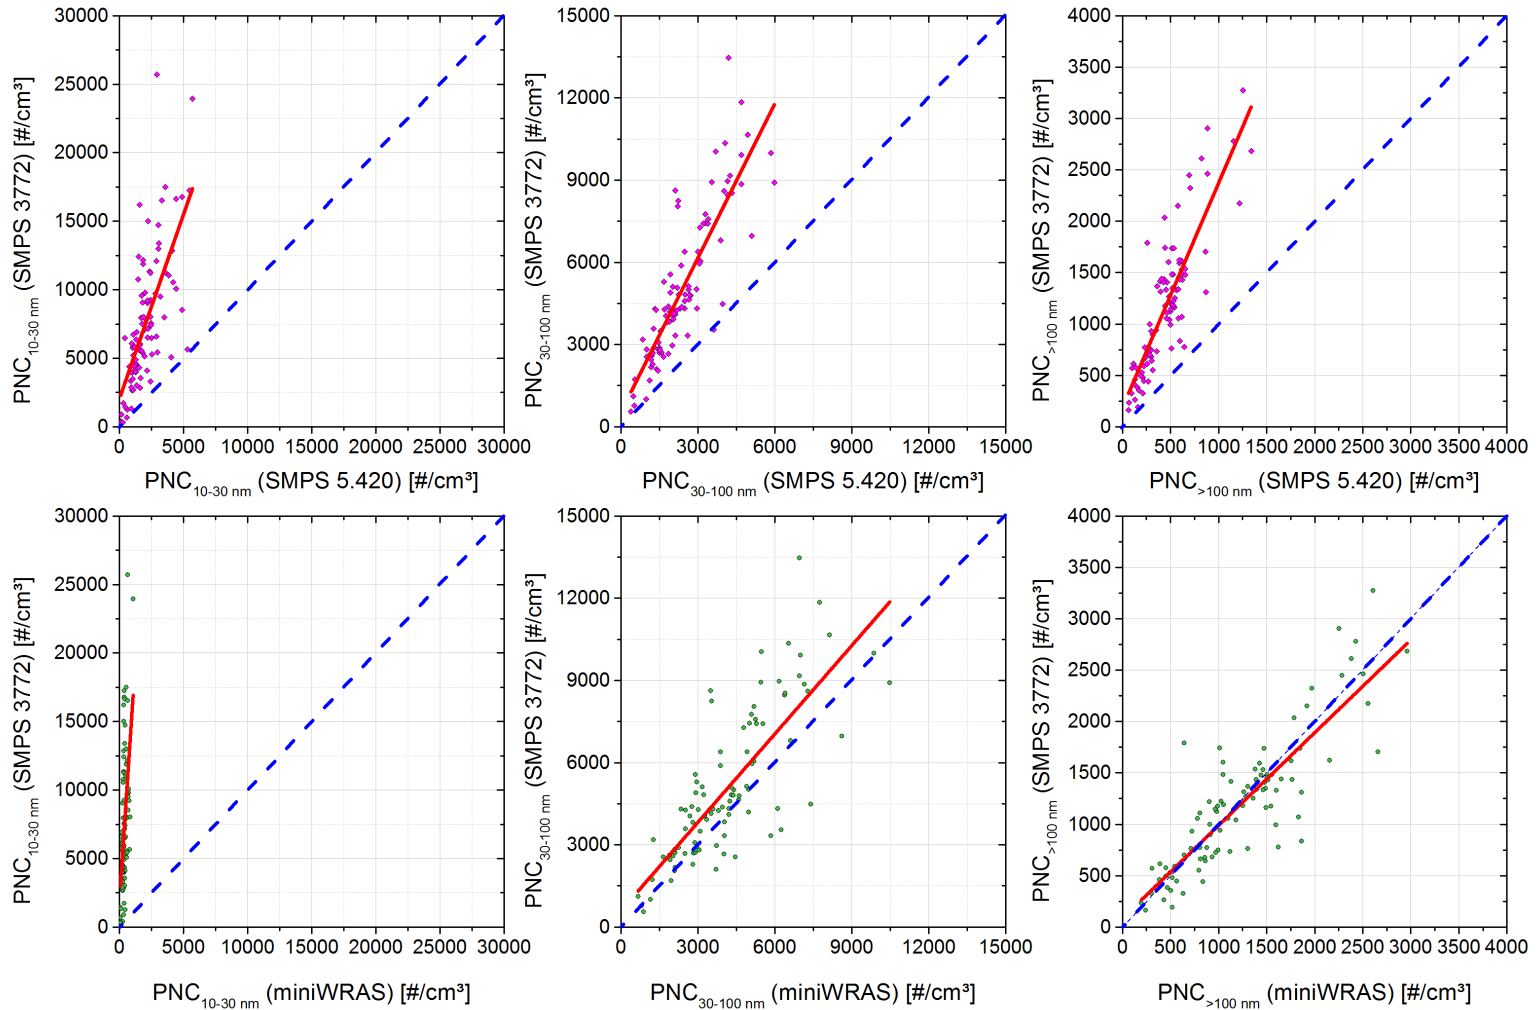 30000
25000
20000
15000
10000
5000
0
0 5000 10000 15000 20000 25000 30000
PNC10-30 nm (SMPS 3772) [#/cm³]
PNC10-30 nm (SMPS 5.420) [#/cm³]
15000
12000
9000
6000
3000
0
0 3000 6000 9000 12000 15000
PNC30-100 nm (SMPS 3772) [#/cm³]
PNC30-100 nm (SMPS 5.420) [#/cm³]
4000
3500
3000
2500
2000
1500
1000
500
0
0 500 1000 1500 2000 2500 3000 3500 4000
PNC>100 nm (SMPS 3772) [#/cm³]
PNC>100 nm (SMPS 5.420) [#/cm³]
30000
25000
20000
15000
10000
5000
0
0 5000 10000 15000 20000 25000 30000
PNC10-30 nm (SMPS 3772) [#/cm³]
PNC10-30 nm (miniWRAS) [#/cm³]
15000
12000
9000
6000
3000
0
0 3000 6000 9000 12000 15000
PNC30-100 nm (SMPS 3772) [#/cm³]
PNC30-100 nm (miniWRAS) [#/cm³]
4000
3500
3000
2500
2000
1500
1000
500
0
0 500 1000 1500 2000 2500 3000 3500 4000
PNC>100 nm (SMPS 3772) [#/cm³]
PNC>100 nm (miniWRAS) [#/cm³]